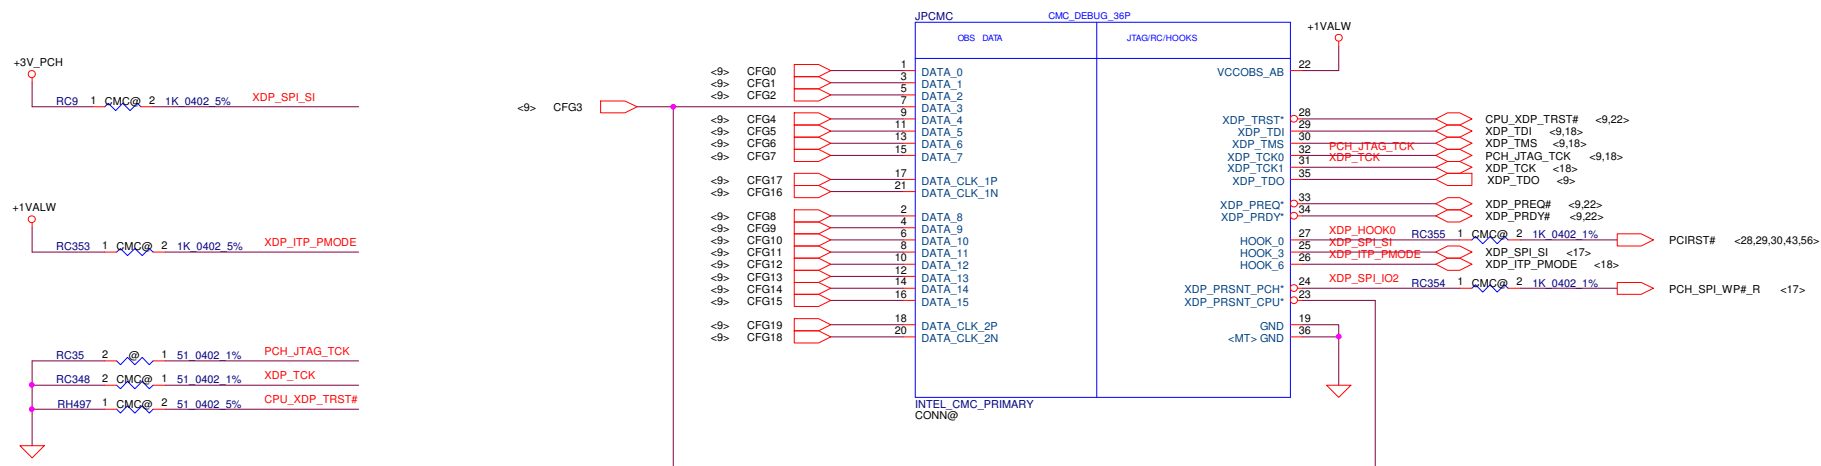 +3V_PCH
RC9 1 CMC@ 2 1K_0402_5% XDP_SPI_SI
+1VALW
RC353 1 CMC@ 2 1K_0402_5% XDP_ITP_PMODE
RC35 2 @ 1 51_0402_1% PCH_JTAG_TCK
RC348 2 CMC@ 1 51_0402_1% XDP_TCK
RH497 1 CMC@ 2 51_0402_5% CPU_XDP_TRST#
JPCMC CMC_DEBUG_36P
OBS DATA JTAG/RC/HOOKS
<9> CFG0 1 DATA_0
<9> CFG1 3 DATA_1
<9> CFG2 5 DATA_2
<9> CFG3 7 DATA_3
<9> CFG4 9 DATA_4
<9> CFG5 11 DATA_5
<9> CFG6 13 DATA_6
<9> CFG7 15 DATA_7
<9> CFG17 17 DATA_CLK_1P
<9> CFG16 21 DATA_CLK_1N
<9> CFG8 2 DATA_8
<9> CFG9 4 DATA_9
<9> CFG10 6 DATA_10
<9> CFG11 8 DATA_11
<9> CFG12 10 DATA_12
<9> CFG13 12 DATA_13
<9> CFG14 14 DATA_14
<9> CFG15 16 DATA_15
<9> CFG19 18 DATA_CLK_2P
<9> CFG18 20 DATA_CLK_2N
+1VALW
VCCOBS_AB 22
XDP_TRST* 28 CPU_XDP_TRST# <9,22>
XDP_TDI 29 XDP_TDI <9,18>
XDP_TMS 30 XDP_TMS <9,18>
XDP_TCK0 32 PCH_JTAG_TCK PCH_JTAG_TCK <9,18>
XDP_TCK1 31 XDP_TCK XDP_TCK <18>
XDP_TDO 35 XDP_TDO <9>
XDP_PREQ* 33 XDP_PREQ# <9,22>
XDP_PRDY* 34 XDP_PRDY# <9,22>
HOOK_0 27 XDP_HOOK0 RC355 1 CMC@ 2 1K_0402_1% PCIRST# <28,29,30,43,56>
HOOK_3 25 XDP_SPI_SI XDP_SPI_SI <17>
HOOK_6 26 XDP_ITP_PMODE XDP_ITP_PMODE <18>
XDP_PRSNT_PCH* 24 XDP_SPI_IO2 RC354 1 CMC@ 2 1K_0402_1% PCH_SPI_WP#_R <17>
XDP_PRSNT_CPU* 23
GND 19
<MT> GND 36
INTEL_CMC_PRIMARY
CONN@